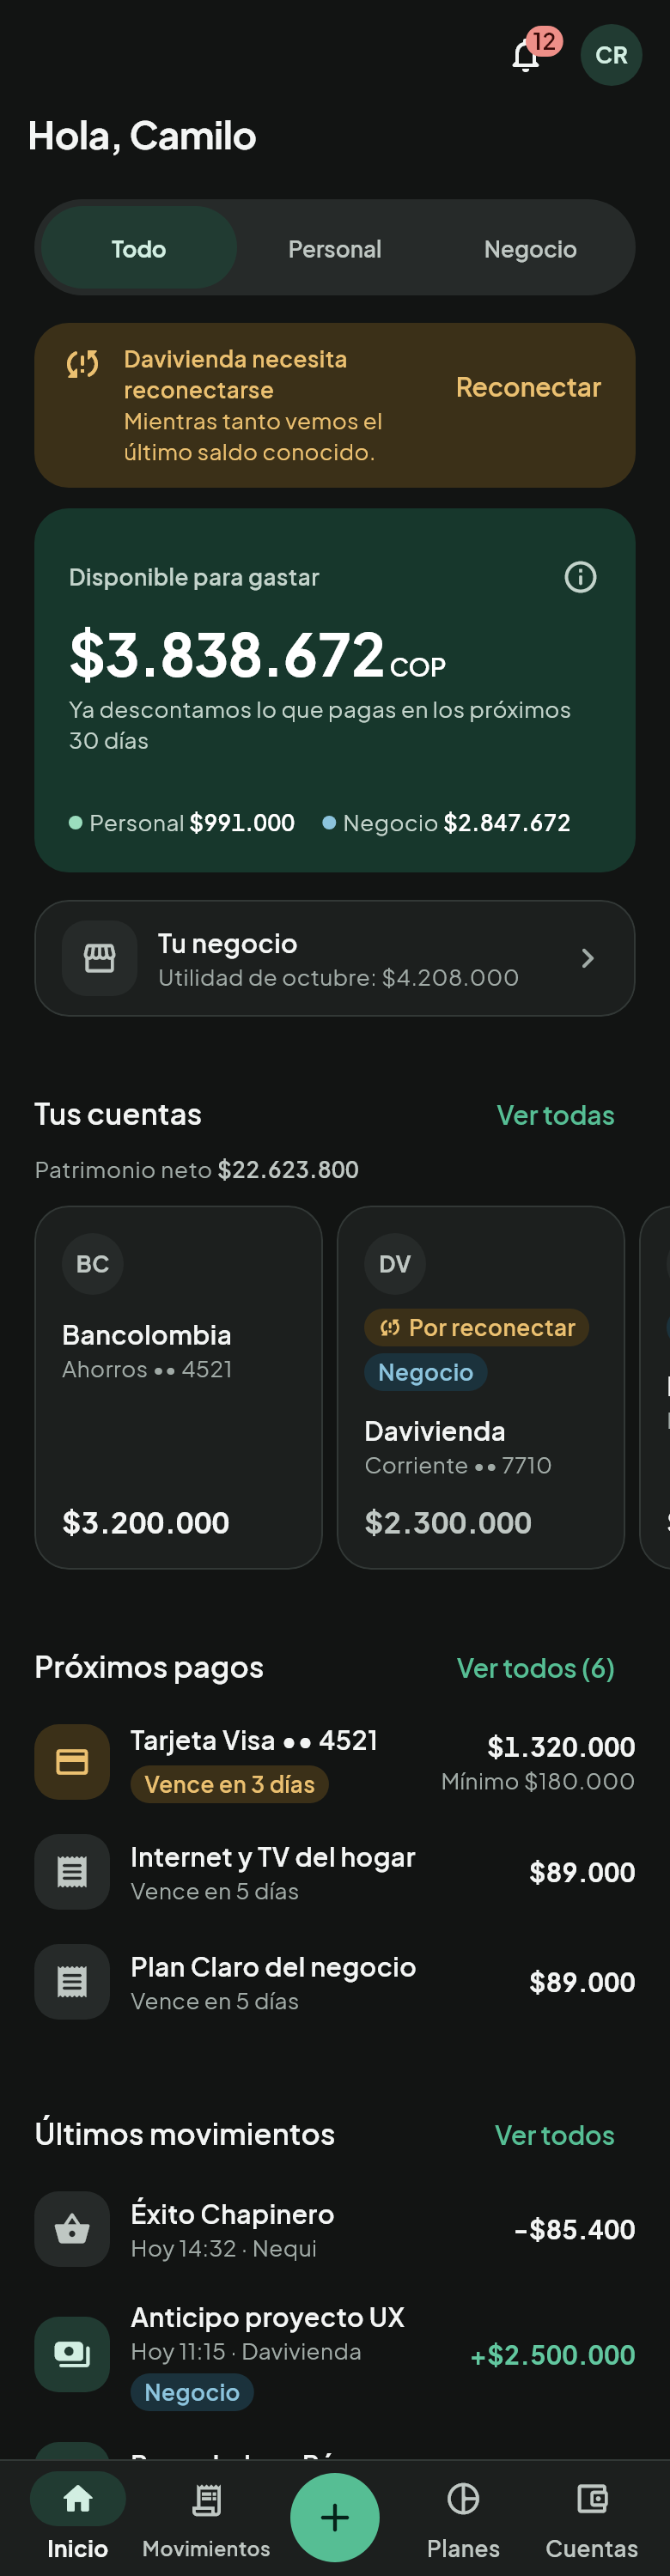 12
CR
Hola, Camilo
Todo
Personal
Negocio
Davivienda necesita
reconectarse
Mientras tanto vemos el
último saldo conocido.
Reconectar
Disponible para gastar
$3.838.672 COP
Ya descontamos lo que pagas en los próximos
30 días
Personal $991.000
Negocio $2.847.672
Tu negocio
Utilidad de octubre: $4.208.000
Tus cuentas
Ver todas
Patrimonio neto $22.623.800
BC
Bancolombia
Ahorros •• 4521
$3.200.000
DV
Por reconectar
Negocio
Davivienda
Corriente •• 7710
$2.300.000
Próximos pagos
Ver todos (6)
Tarjeta Visa •• 4521
Vence en 3 días
$1.320.000
Mínimo $180.000
Internet y TV del hogar
Vence en 5 días
$89.000
Plan Claro del negocio
Vence en 5 días
$89.000
Últimos movimientos
Ver todos
Éxito Chapinero
Hoy 14:32 · Nequi
-$85.400
Anticipo proyecto UX
Hoy 11:15 · Davivienda
Negocio
+$2.500.000
Inicio
Movimientos
Planes
Cuentas